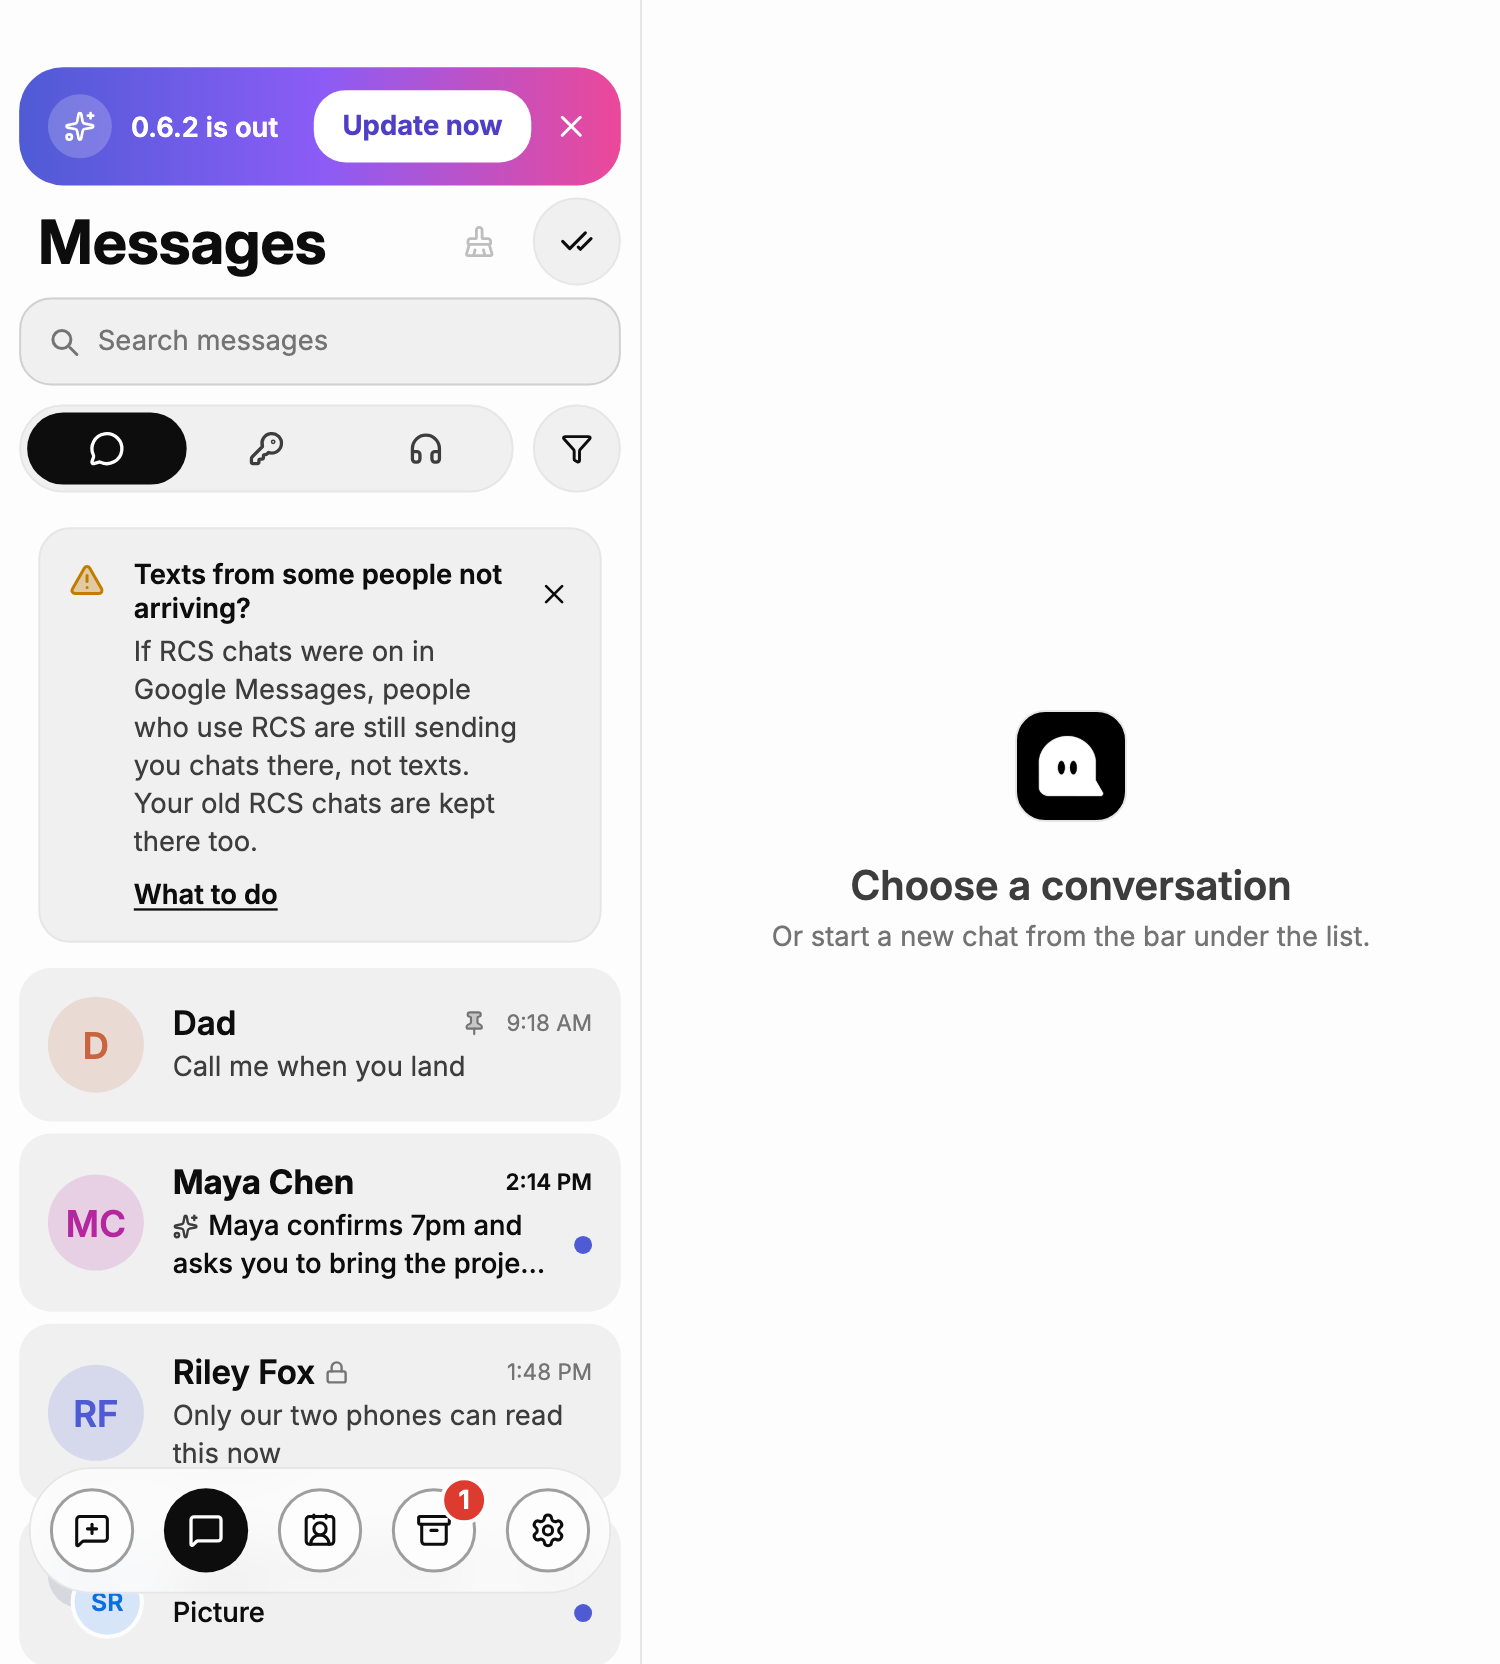 0.6.2 is out
Update now
Messages
Search messages
Texts from some people not
arriving?
If RCS chats were on in
Google Messages, people
who use RCS are still sending
you chats there, not texts.
Your old RCS chats are kept
there too.
What to do
D
Dad
9:18 AM
Call me when you land
MC
Maya Chen
2:14 PM
Maya confirms 7pm and
asks you to bring the proje...
RF
Riley Fox
1:48 PM
Only our two phones can read
this now
1
SR
Picture
Choose a conversation
Or start a new chat from the bar under the list.